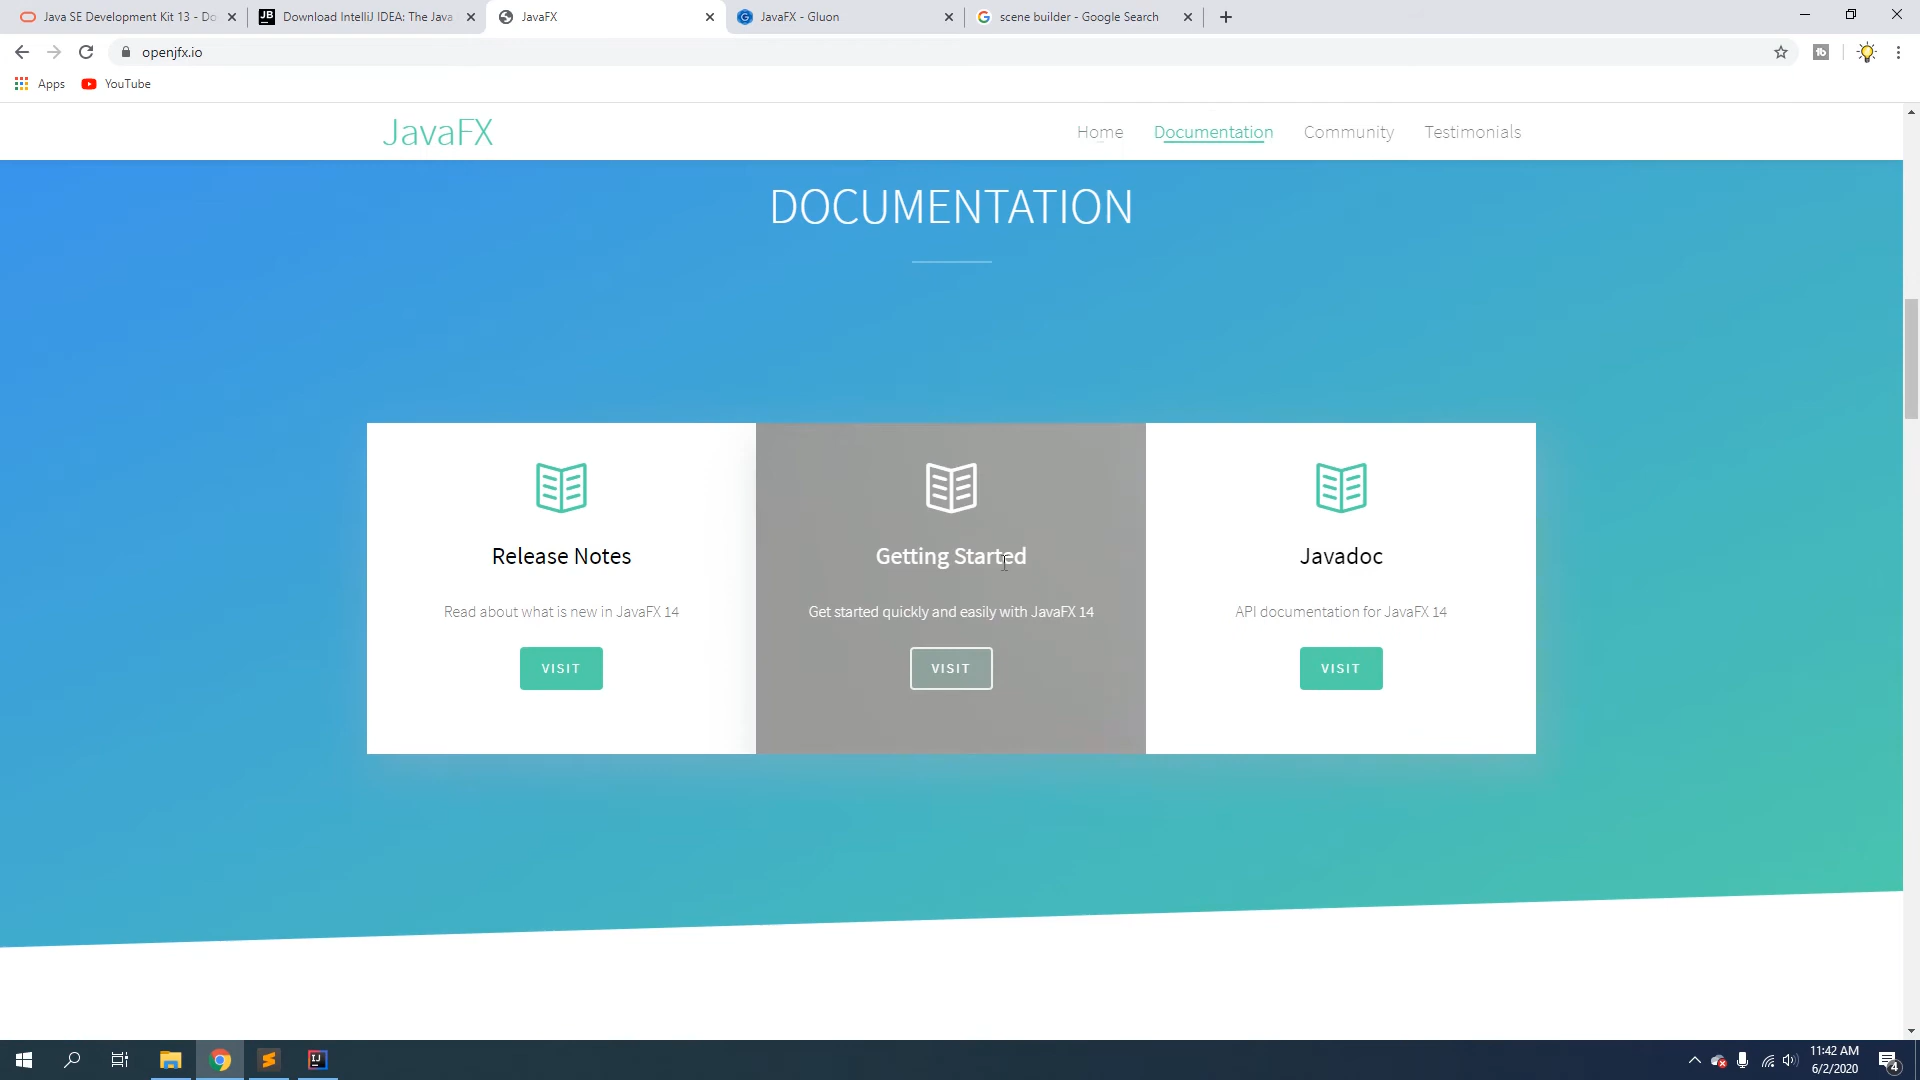 Java SE Development Kit 13 - Do
JB Download IntelliJ IDEA: The Java
JavaFX
JavaFX - Gluon
scene builder - Google Search
openjfx.io
Apps
YouTube
JavaFX
Home
Documentation
Community
Testimonials
DOCUMENTATION
Release Notes
Read about what is new in JavaFX 14
VISIT
Getting Started
Get started quickly and easily with JavaFX 14
VISIT
Javadoc
API documentation for JavaFX 14
VISIT
IJ
11:42 AM
6/2/2020
4